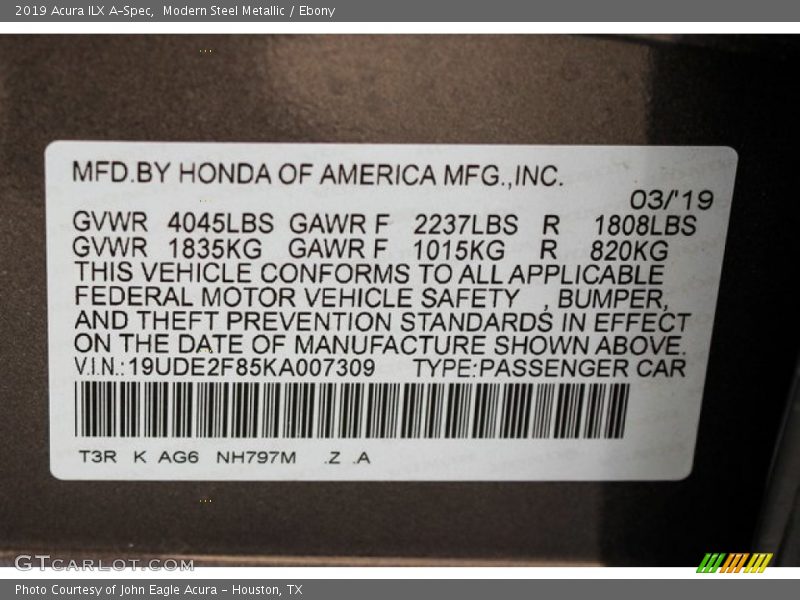 2019 Acura ILX A-Spec,  Modern Steel Metallic / Ebony
MFD.BY HONDA OF AMERICA MFG.,INC.
03/'19
GVWR 4045LBS GAWR F 2237LBS R 1808LBS
GVWR 1835KG GAWR F 1015KG R 820KG
THIS VEHICLE CONFORMS TO ALL APPLICABLE
FEDERAL MOTOR VEHICLE SAFETY , BUMPER,
AND THEFT PREVENTION STANDARDS IN EFFECT
ON THE DATE OF MANUFACTURE SHOWN ABOVE.
V.I.N.:19UDE2F85KA007309 TYPE:PASSENGER CAR
T3R K AG6 NH797M .Z .A
GTCARLOT.COM
Photo Courtesy of John Eagle Acura - Houston, TX